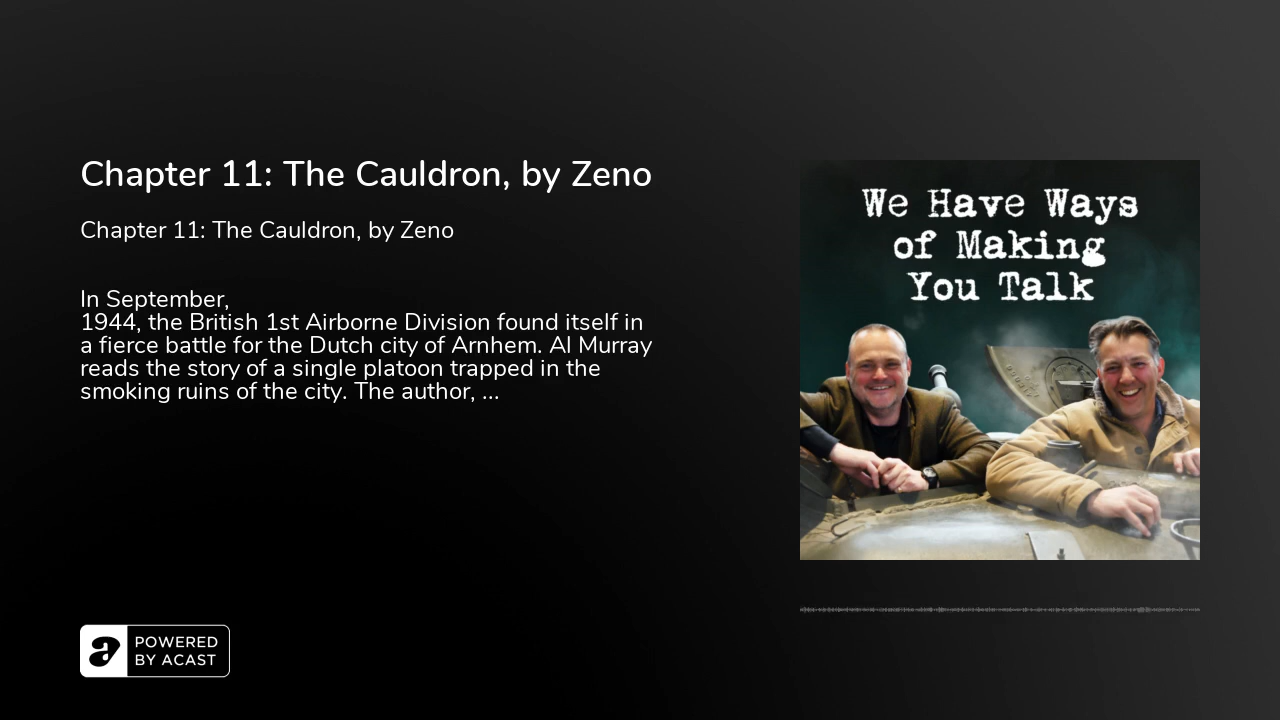 Chapter 11: The Cauldron, by Zeno
Chapter 11: The Cauldron, by Zeno
In September,
1944, the British 1st Airborne Division found itself in
a fierce battle for the Dutch city of Arnhem. Al Murray
reads the story of a single platoon trapped in the
smoking ruins of the city. The author, ...
We Have Ways
of Making
You Talk
a POWERED
BY ACAST